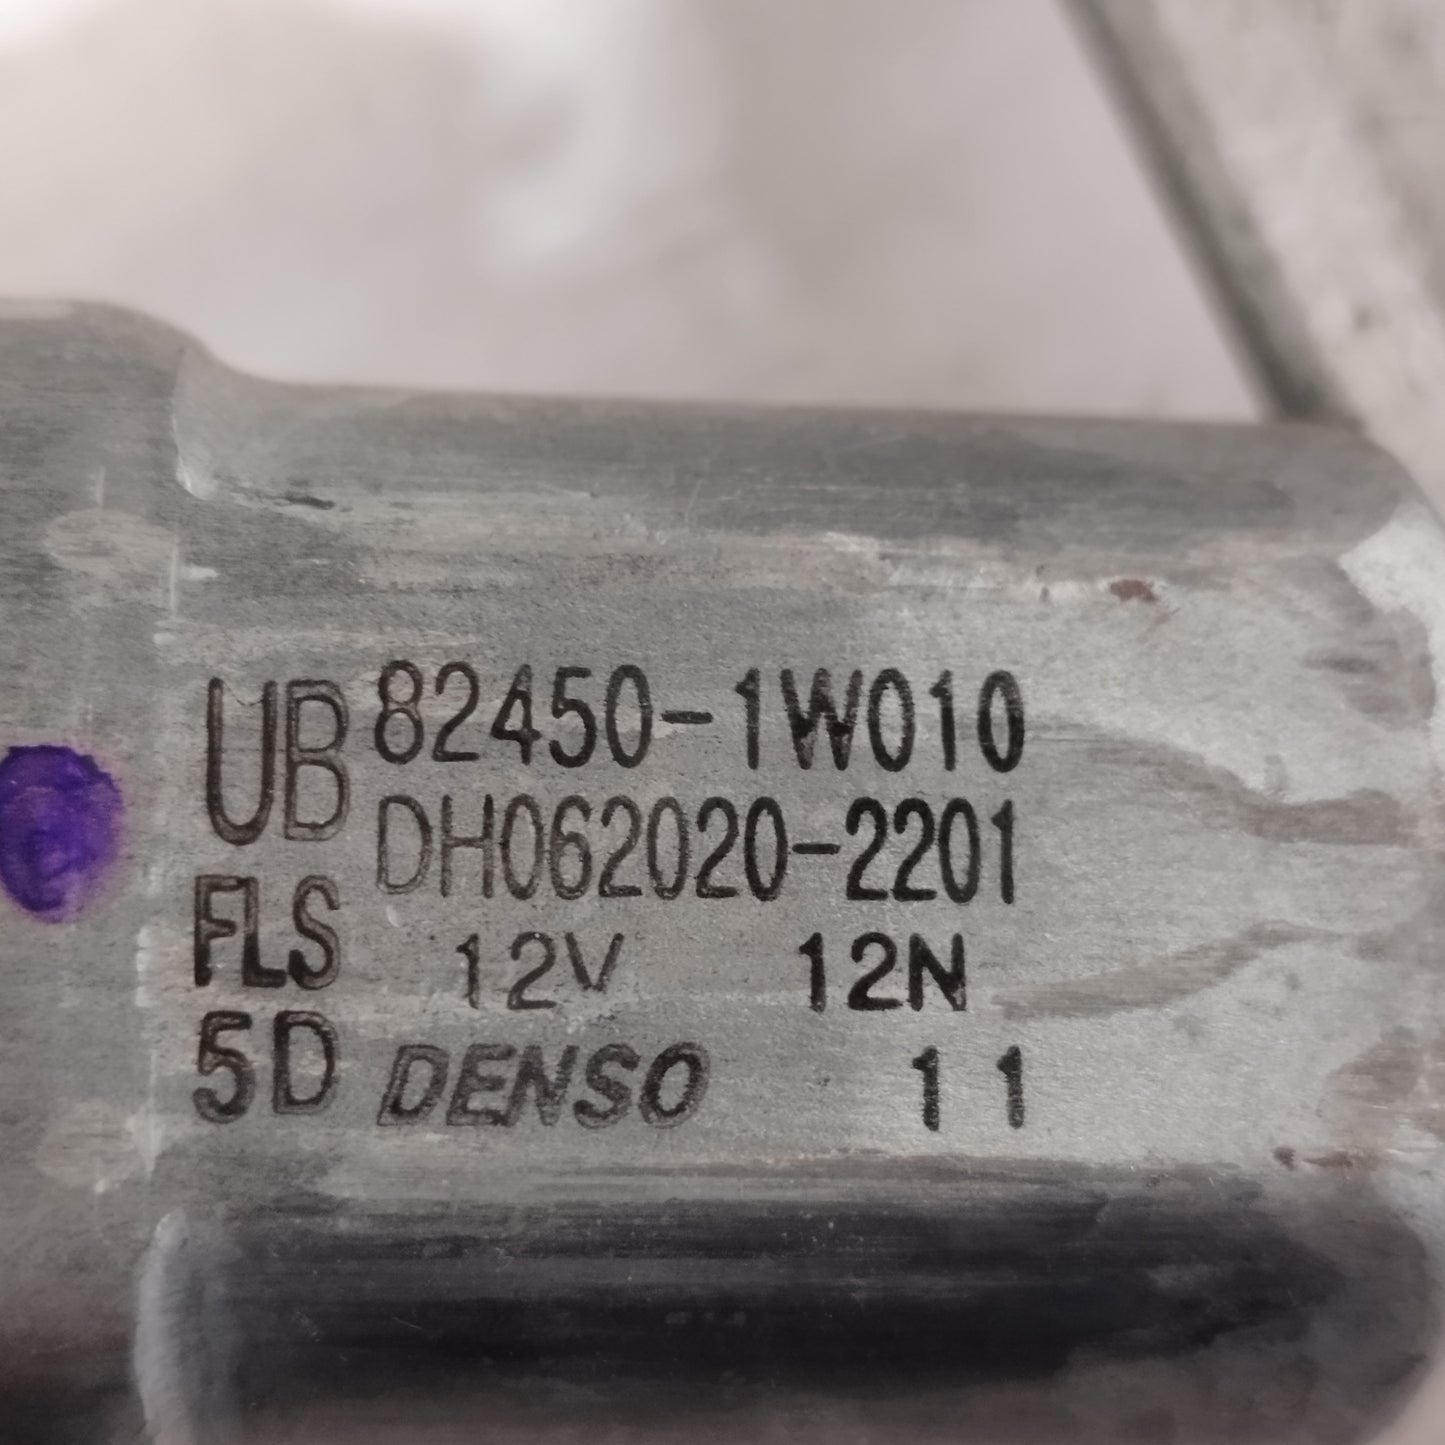 UB 82450-1W010
DH062020-2201
FLS 12V 12N
5D DENSO 11